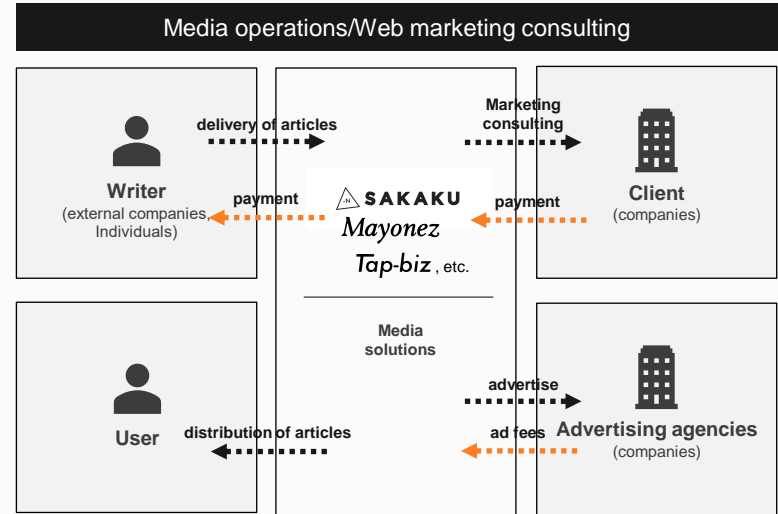 Media operations/Web marketing consulting
delivery of articles
Writer
(external companies,
Individuals)
payment
-N SAKAKU
Mayonez
Tap-biz , etc.
Marketing
consulting
payment
Client
(companies)
Media
solutions
User
distribution of articles
advertise
ad fees
Advertising agencies
(companies)